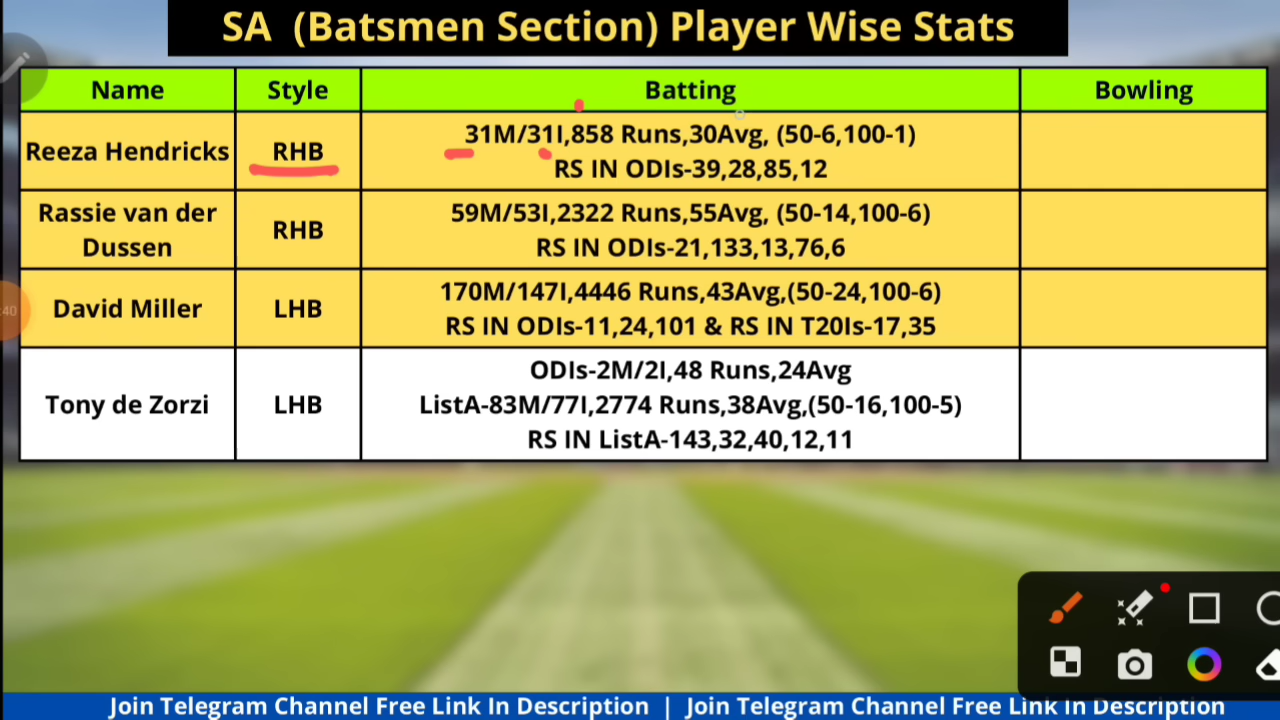 SA (Batsmen Section) Player Wise Stats
Name Style Batting Bowling
Reeza Hendricks RHB 31M/31I,858 Runs,30Avg, (50-6,100-1)
RS IN ODIs-39,28,85,12
Rassie van der Dussen RHB 59M/53I,2322 Runs,55Avg, (50-14,100-6)
RS IN ODIs-21,133,13,76,6
David Miller LHB 170M/147I,4446 Runs,43Avg,(50-24,100-6)
RS IN ODIs-11,24,101 & RS IN T20Is-17,35
Tony de Zorzi LHB ODIs-2M/2I,48 Runs,24Avg
ListA-83M/77I,2774 Runs,38Avg,(50-16,100-5)
RS IN ListA-143,32,40,12,11
:40
Join Telegram Channel Free Link In Description | Join Telegram Channel Free Link In Description